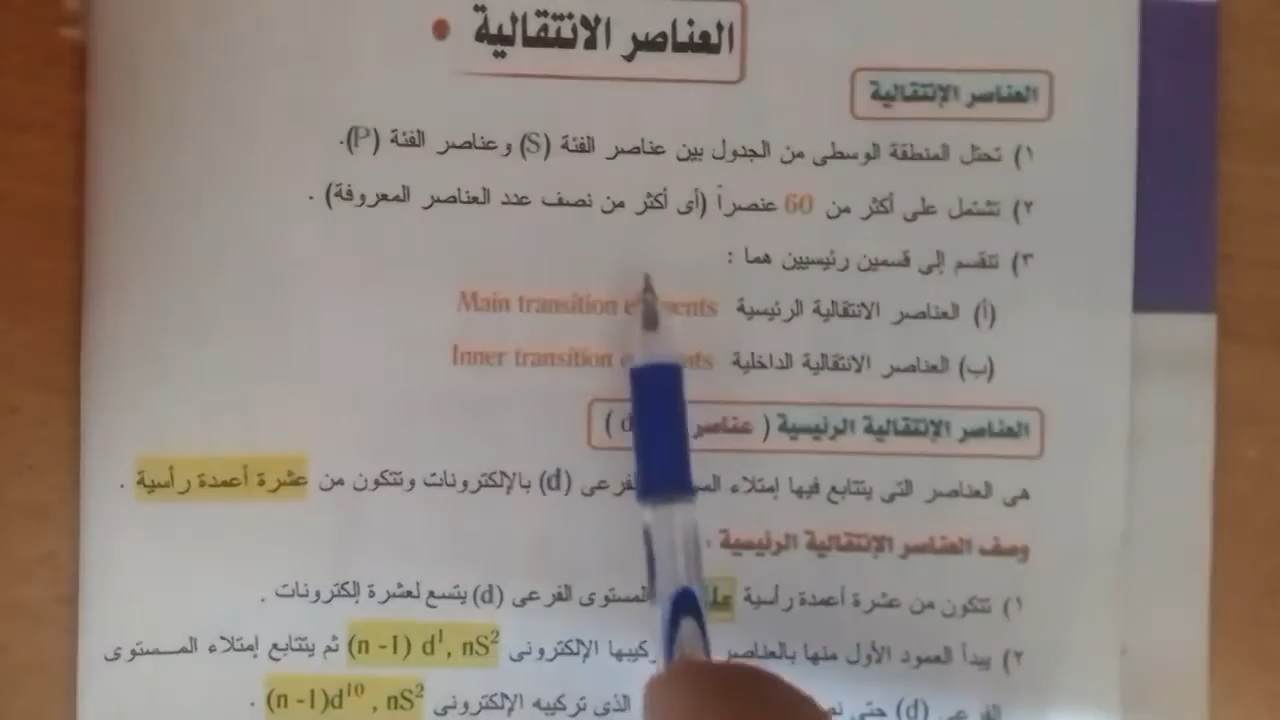 العناصر الانتقالية •
العناصر الإنتقالية
١) تحتل المنطقة الوسطى من الجدول بين عناصر الفئة (S) وعناصر الفئة (P).
٢) تشتمل على أكثر من 60 عنصراً (أى أكثر من نصف عدد العناصر المعروفة) .
٣) تنقسم إلى قسمين رئيسيين هما :
(أ) العناصر الانتقالية الرئيسية Main transition
(ب) العناصر الانتقالية الداخلية Inner transition
العناصر الإنتقالية الرئيسية ( عناصر d )
هى العناصر التى يتتابع فيها إمتلاء الفرعى (d) بالإلكترونات وتتكون من عشرة أعمدة رأسية .
وصف العناصر الإنتقالية الرئيسية .
١) تتكون من عشرة أعمدة رأسية المستوى الفرعى (d) يتسع لعشرة إلكترونات .
٢) يبدأ العمود الأول منها بالعناصر الإلكترونى (n -1) d¹, nS² ثم يتتابع إمتلاء المستوى
الفرعى (d) حتى الذى تركيبه الإلكترونى (n -1)d¹⁰ , nS² .